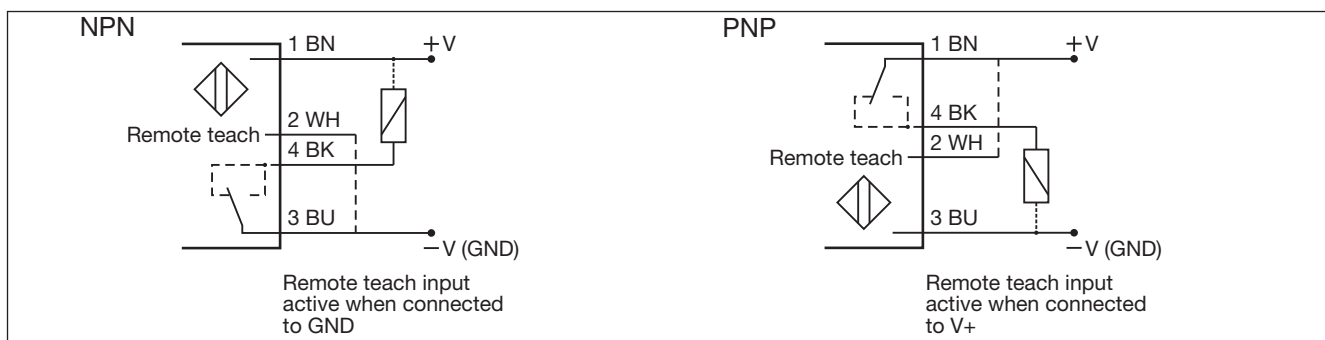 NPN
1 BN
+V
2 WH
Remote teach
4 BK
3 BU
—V (GND)
Remote teach input
active when connected
to GND
PNP
1 BN
+V
4 BK
2 WH
Remote teach
3 BU
—V (GND)
Remote teach input
active when connected
to V+